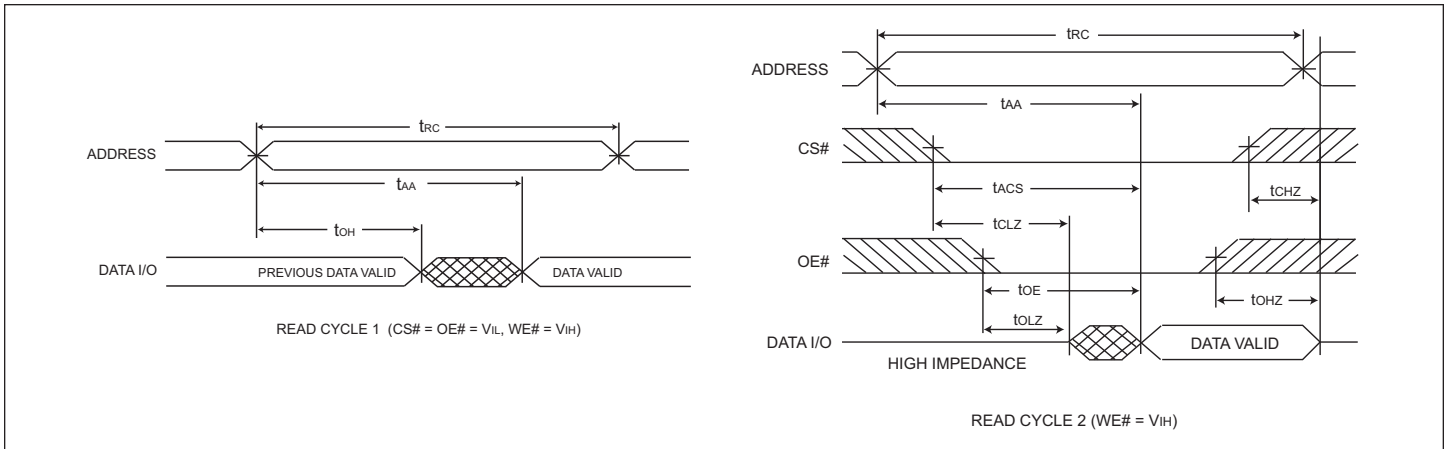 tRC
ADDRESS
tAA
tOH
DATA I/O
PREVIOUS DATA VALID
DATA VALID
READ CYCLE 1 (CS# = OE# = VIL, WE# = VIH)
tRC
ADDRESS
tAA
CS#
tACS
tCHZ
tCLZ
OE#
tOE
tOHZ
tOLZ
DATA I/O
DATA VALID
HIGH IMPEDANCE
READ CYCLE 2 (WE# = VIH)